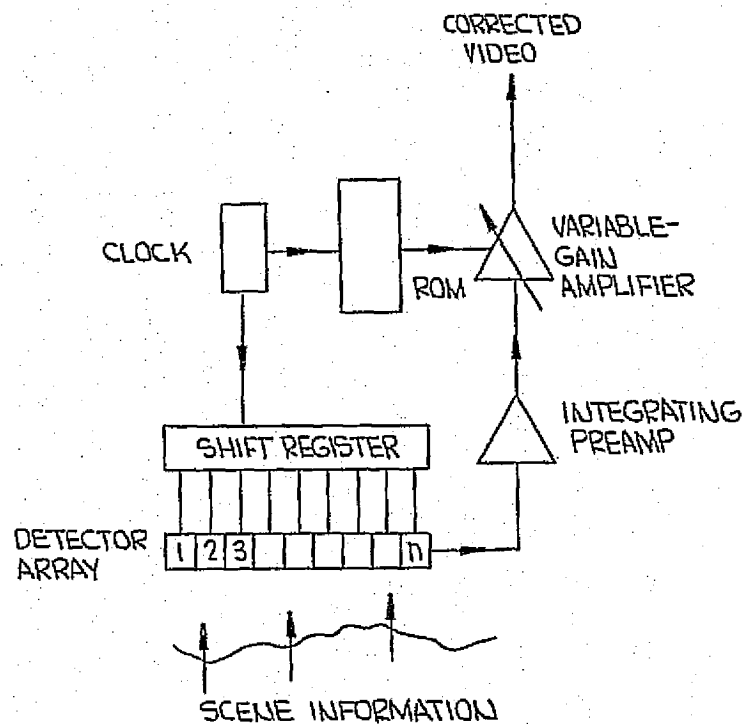 CORRECTED
VIDEO
CLOCK
ROM
VARIABLE-
GAIN
AMPLIFIER
INTEGRATING
PREAMP
SHIFT REGISTER
DETECTOR
ARRAY
1 2 3 n
SCENE INFORMATION